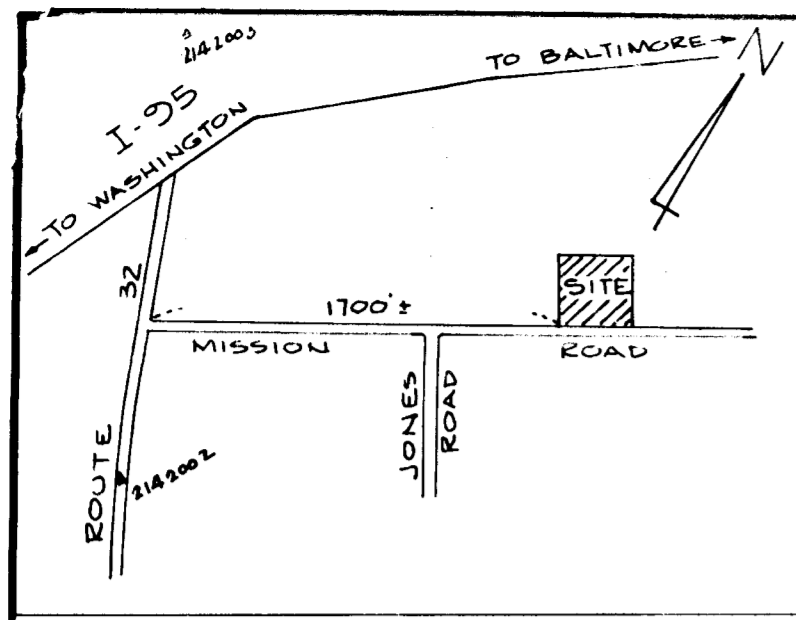 2142003
TO BALTIMORE→
N
I-95
←TO WASHINGTON
32
1700'±
SITE
MISSION ROAD
JONES ROAD
ROUTE
2142002